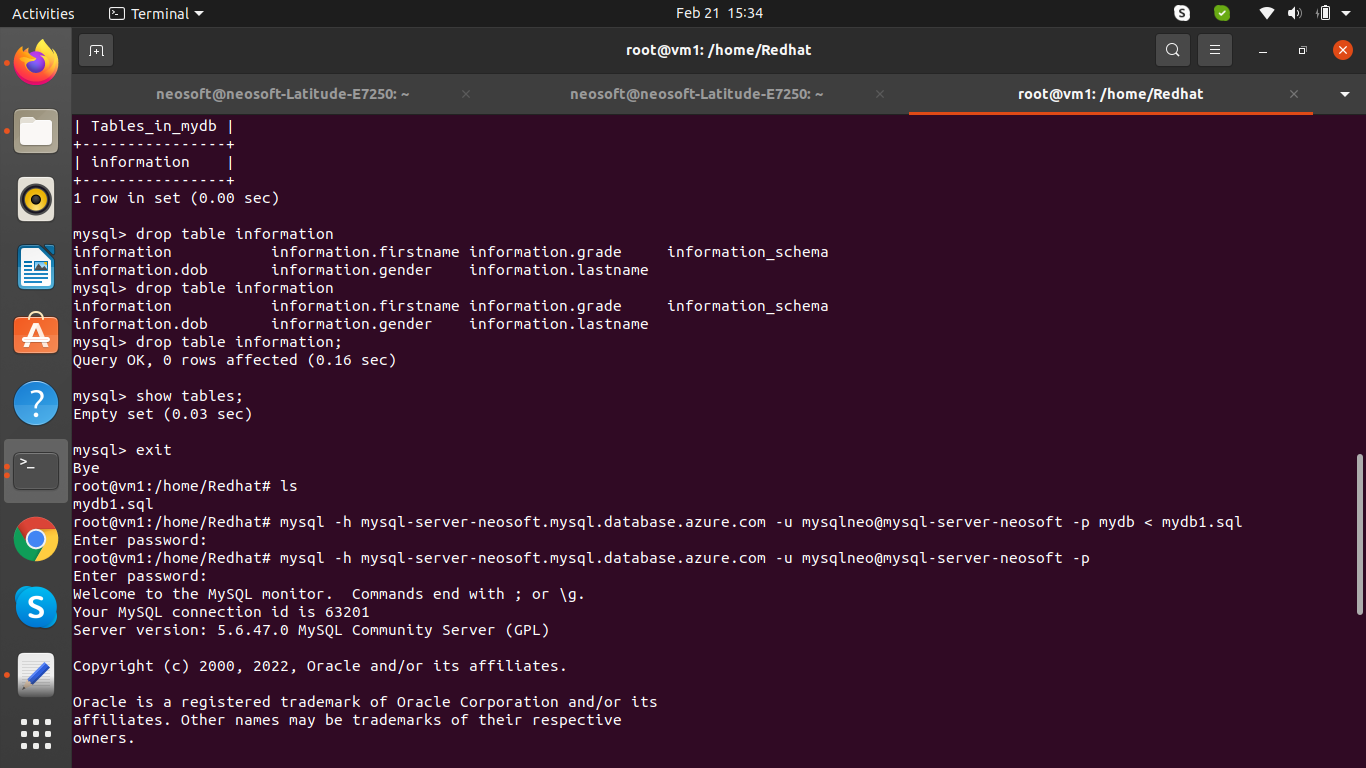 Activities Terminal Feb 21 15:34
root@vm1: /home/Redhat
neosoft@neosoft-Latitude-E7250: ~ neosoft@neosoft-Latitude-E7250: ~ root@vm1: /home/Redhat
| Tables_in_mydb |
+----------------+
| information    |
+----------------+
1 row in set (0.00 sec)
mysql> drop table information
information           information.firstname information.grade     information_schema
information.dob       information.gender    information.lastname
mysql> drop table information
information           information.firstname information.grade     information_schema
information.dob       information.gender    information.lastname
mysql> drop table information;
Query OK, 0 rows affected (0.16 sec)
mysql> show tables;
Empty set (0.03 sec)
mysql> exit
Bye
root@vm1:/home/Redhat# ls
mydb1.sql
root@vm1:/home/Redhat# mysql -h mysql-server-neosoft.mysql.database.azure.com -u mysqlneo@mysql-server-neosoft -p mydb < mydb1.sql
Enter password:
root@vm1:/home/Redhat# mysql -h mysql-server-neosoft.mysql.database.azure.com -u mysqlneo@mysql-server-neosoft -p
Enter password:
Welcome to the MySQL monitor.  Commands end with ; or \g.
Your MySQL connection id is 63201
Server version: 5.6.47.0 MySQL Community Server (GPL)
Copyright (c) 2000, 2022, Oracle and/or its affiliates.
Oracle is a registered trademark of Oracle Corporation and/or its
affiliates. Other names may be trademarks of their respective
owners.